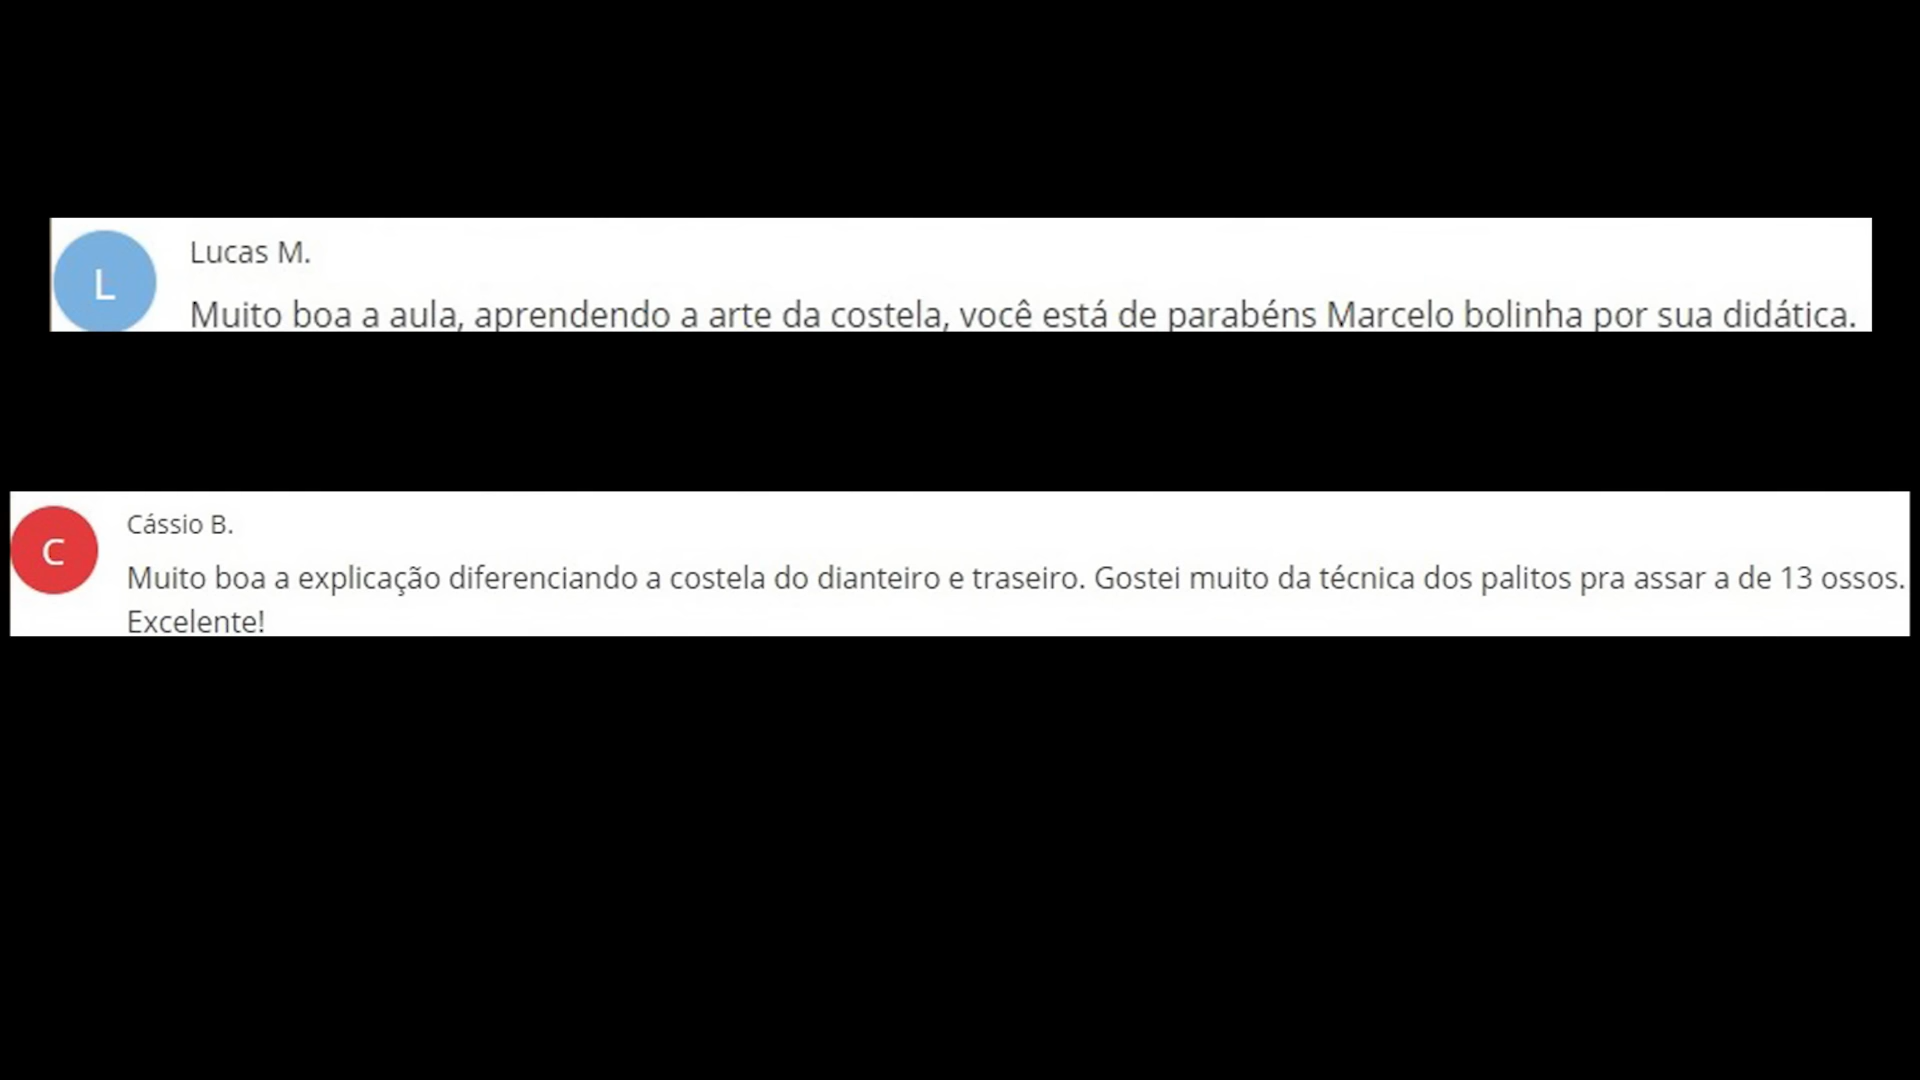 L
Lucas M.
Muito boa a aula, aprendendo a arte da costela, você está de parabéns Marcelo bolinha por sua didática.
C
Cássio B.
Muito boa a explicação diferenciando a costela do dianteiro e traseiro. Gostei muito da técnica dos palitos pra assar a de 13 ossos.
Excelente!